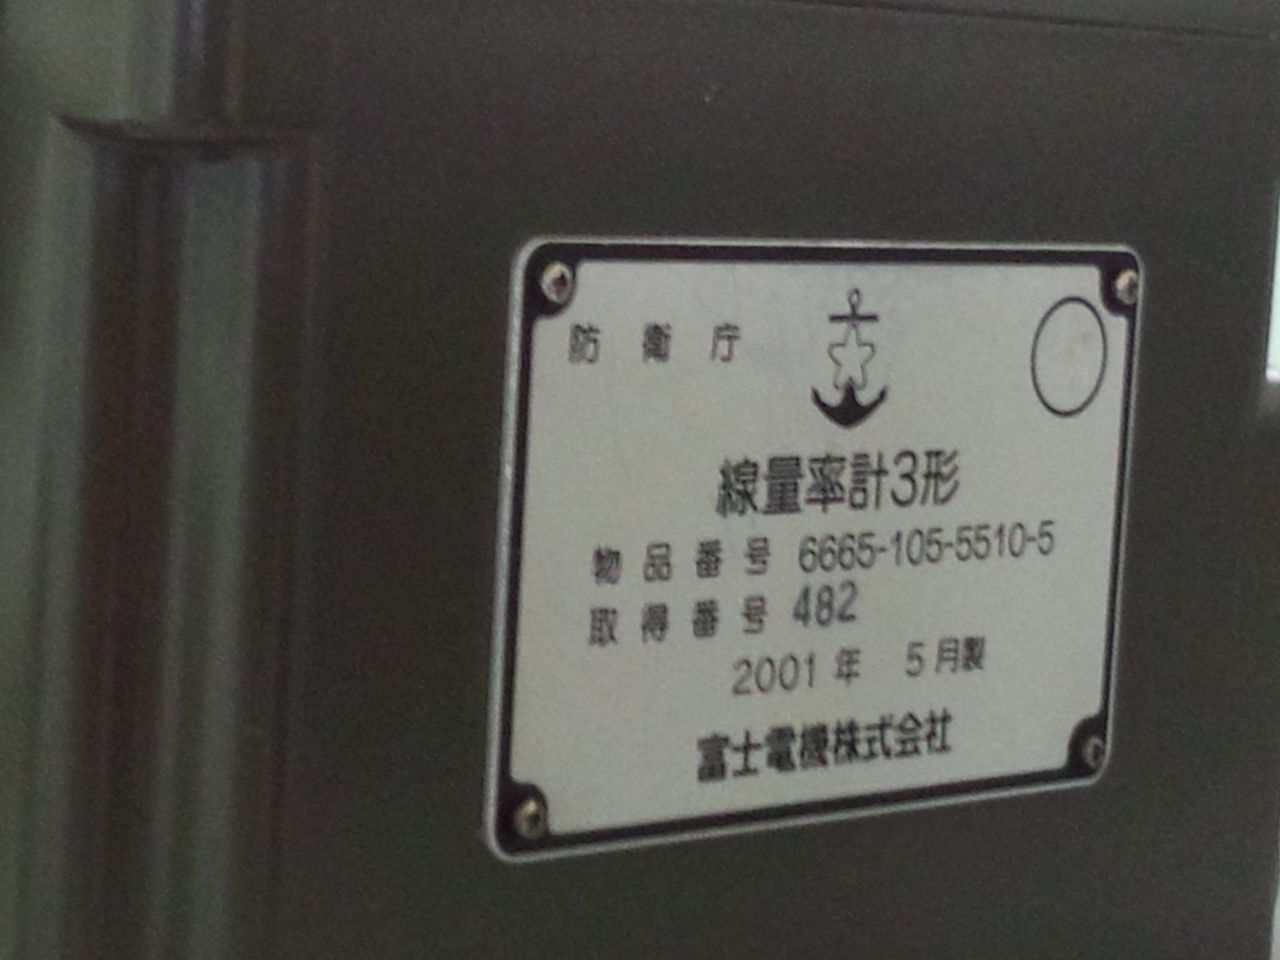 防衛庁
線量率計3形
物品番号 6665-105-5510-5
取得番号 482
2001年 5月製
富士電機株式会社